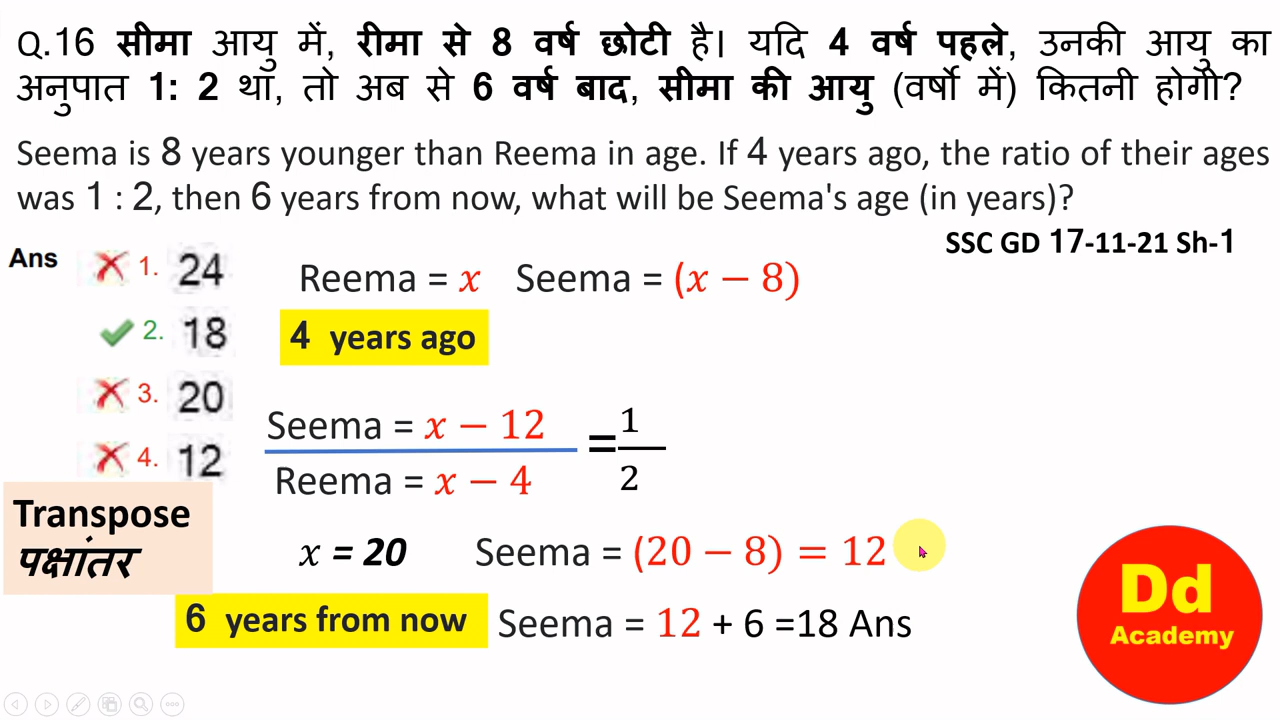 Q.16 सीमा आयु में, रीमा से 8 वर्ष छोटी है। यदि 4 वर्ष पहले, उनकी आयु का
अनुपात 1: 2 था, तो अब से 6 वर्ष बाद, सीमा की आयु (वर्षो में) कितनी होगी?
Seema is 8 years younger than Reema in age. If 4 years ago, the ratio of their ages
was 1 : 2, then 6 years from now, what will be Seema's age (in years)?
SSC GD 17-11-21 Sh-1
Ans
1. 24
2. 18
3. 20
4. 12
Reema = x Seema = (x − 8)
4 years ago
Seema = x − 12
Reema = x − 4
=
1
2
Transpose
पक्षांतर
x = 20 Seema = (20 − 8) = 12
6 years from now Seema = 12 + 6 =18 Ans
Dd
Academy